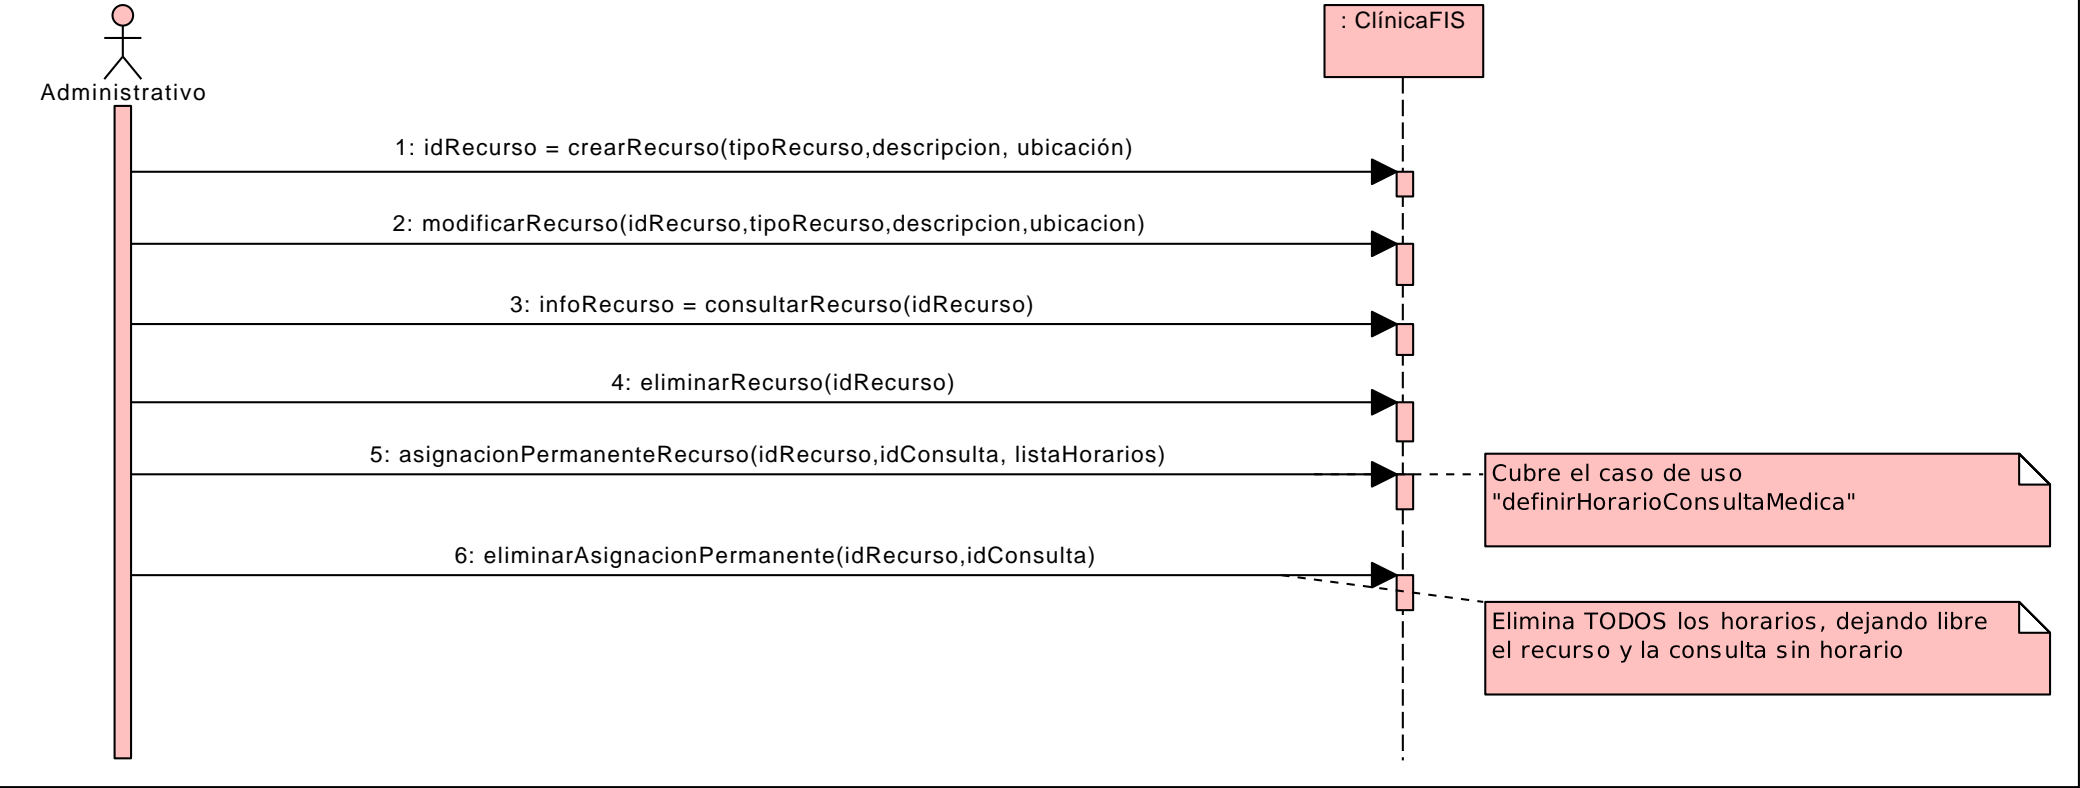 : ClínicaFIS
Administrativo
1: idRecurso = crearRecurso(tipoRecurso,descripcion, ubicación)
2: modificarRecurso(idRecurso,tipoRecurso,descripcion,ubicacion)
3: infoRecurso = consultarRecurso(idRecurso)
4: eliminarRecurso(idRecurso)
5: asignacionPermanenteRecurso(idRecurso,idConsulta, listaHorarios)
Cubre el caso de uso
"definirHorarioConsultaMedica"
6: eliminarAsignacionPermanente(idRecurso,idConsulta)
Elimina TODOS los horarios, dejando libre
el recurso y la consulta sin horario